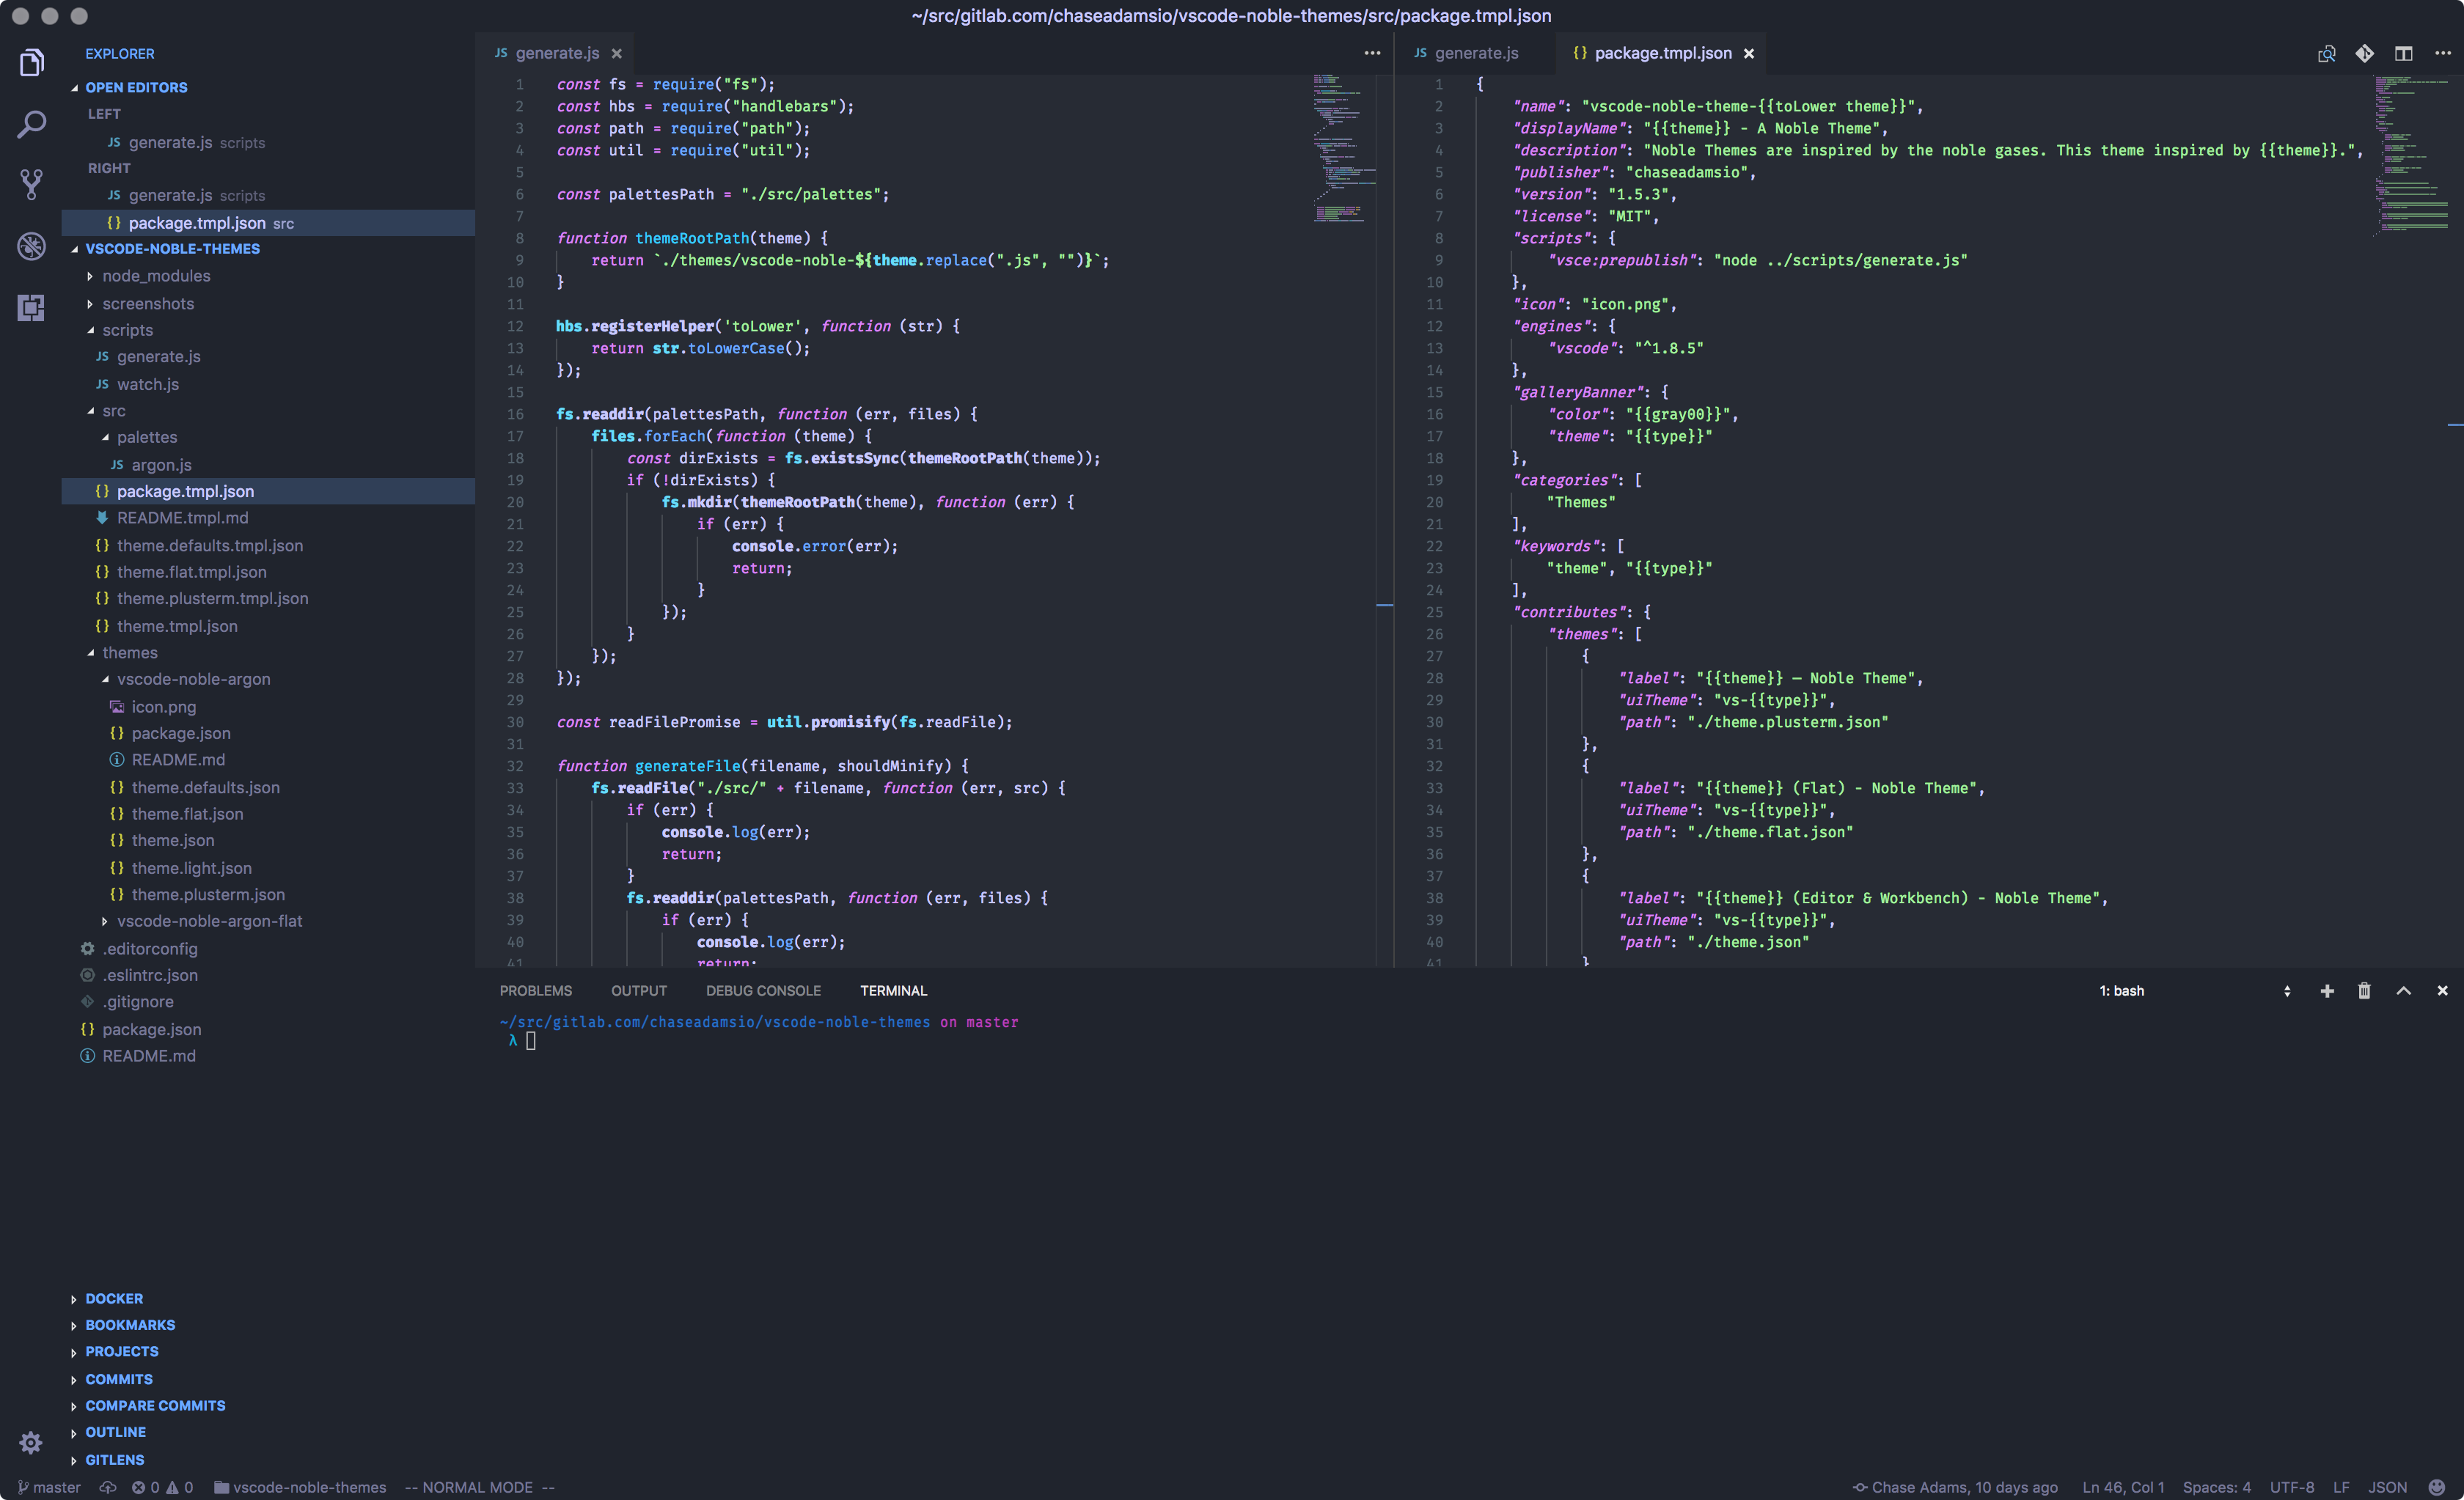 ~/src/gitlab.com/chaseadamsio/vscode-noble-themes/src/package.tmpl.json
EXPLORER
OPEN EDITORS
LEFT
JS generate.js scripts
RIGHT
JS generate.js scripts
{} package.tmpl.json src
VSCODE-NOBLE-THEMES
node_modules
screenshots
scripts
JS generate.js
JS watch.js
src
palettes
JS argon.js
{} package.tmpl.json
README.tmpl.md
{} theme.defaults.tmpl.json
{} theme.flat.tmpl.json
{} theme.plusterm.tmpl.json
{} theme.tmpl.json
themes
vscode-noble-argon
icon.png
{} package.json
README.md
{} theme.defaults.json
{} theme.flat.json
{} theme.json
{} theme.light.json
{} theme.plusterm.json
vscode-noble-argon-flat
.editorconfig
.eslintrc.json
.gitignore
{} package.json
README.md
DOCKER
BOOKMARKS
PROJECTS
COMMITS
COMPARE COMMITS
OUTLINE
GITLENS
JS generate.js
1 const fs = require("fs");
2 const hbs = require("handlebars");
3 const path = require("path");
4 const util = require("util");
5
6 const palettesPath = "./src/palettes";
7
8 function themeRootPath(theme) {
9 return `./themes/vscode-noble-${theme.replace(".js", "")}`;
10 }
11
12 hbs.registerHelper('toLower', function (str) {
13 return str.toLowerCase();
14 });
15
16 fs.readdir(palettesPath, function (err, files) {
17 files.forEach(function (theme) {
18 const dirExists = fs.existsSync(themeRootPath(theme));
19 if (!dirExists) {
20 fs.mkdir(themeRootPath(theme), function (err) {
21 if (err) {
22 console.error(err);
23 return;
24 }
25 });
26 }
27 });
28 });
29
30 const readFilePromise = util.promisify(fs.readFile);
31
32 function generateFile(filename, shouldMinify) {
33 fs.readFile("./src/" + filename, function (err, src) {
34 if (err) {
35 console.log(err);
36 return;
37 }
38 fs.readdir(palettesPath, function (err, files) {
39 if (err) {
40 console.log(err);
41 return;
JS generate.js
{} package.tmpl.json
1 {
2 "name": "vscode-noble-theme-{{toLower theme}}",
3 "displayName": "{{theme}} - A Noble Theme",
4 "description": "Noble Themes are inspired by the noble gases. This theme inspired by {{theme}}.",
5 "publisher": "chaseadamsio",
6 "version": "1.5.3",
7 "license": "MIT",
8 "scripts": {
9 "vsce:prepublish": "node ../scripts/generate.js"
10 },
11 "icon": "icon.png",
12 "engines": {
13 "vscode": "^1.8.5"
14 },
15 "galleryBanner": {
16 "color": "{{gray00}}",
17 "theme": "{{type}}"
18 },
19 "categories": [
20 "Themes"
21 ],
22 "keywords": [
23 "theme", "{{type}}"
24 ],
25 "contributes": {
26 "themes": [
27 {
28 "label": "{{theme}} — Noble Theme",
29 "uiTheme": "vs-{{type}}",
30 "path": "./theme.plusterm.json"
31 },
32 {
33 "label": "{{theme}} (Flat) - Noble Theme",
34 "uiTheme": "vs-{{type}}",
35 "path": "./theme.flat.json"
36 },
37 {
38 "label": "{{theme}} (Editor & Workbench) - Noble Theme",
39 "uiTheme": "vs-{{type}}",
40 "path": "./theme.json"
41 }
PROBLEMS OUTPUT DEBUG CONSOLE TERMINAL
1: bash
~/src/gitlab.com/chaseadamsio/vscode-noble-themes on master
λ
master 0 0 vscode-noble-themes -- NORMAL MODE --
Chase Adams, 10 days ago Ln 46, Col 1 Spaces: 4 UTF-8 LF JSON